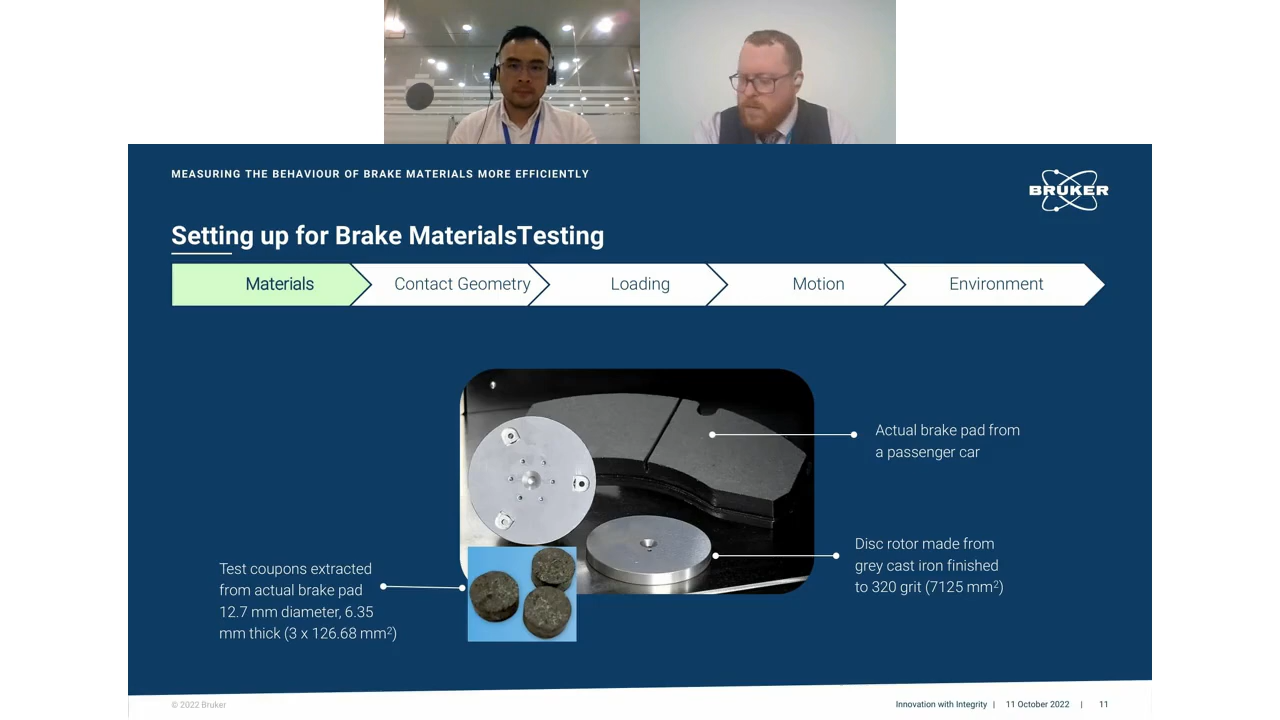 MEASURING THE BEHAVIOUR OF BRAKE MATERIALS MORE EFFICIENTLY
BRUKER
Setting up for Brake MaterialsTesting
Materials
Contact Geometry
Loading
Motion
Environment
Actual brake pad from
a passenger car
Disc rotor made from
grey cast iron finished
to 320 grit (7125 mm²)
Test coupons extracted
from actual brake pad
12.7 mm diameter, 6.35
mm thick (3 x 126.68 mm²)
© 2022 Bruker
Innovation with Integrity | 11 October 2022 | 11